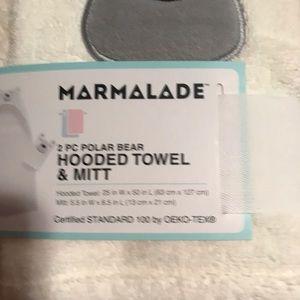 MARMALADE™
2 PC POLAR BEAR
HOODED TOWEL
& MITT
Hooded Towel: 25 in W x 50 in L (63 cm x 127 cm)
Mitt: 5.5 in W x 8.5 in L (13 cm x 21 cm)
Certified STANDARD 100 by OEKO-TEX®